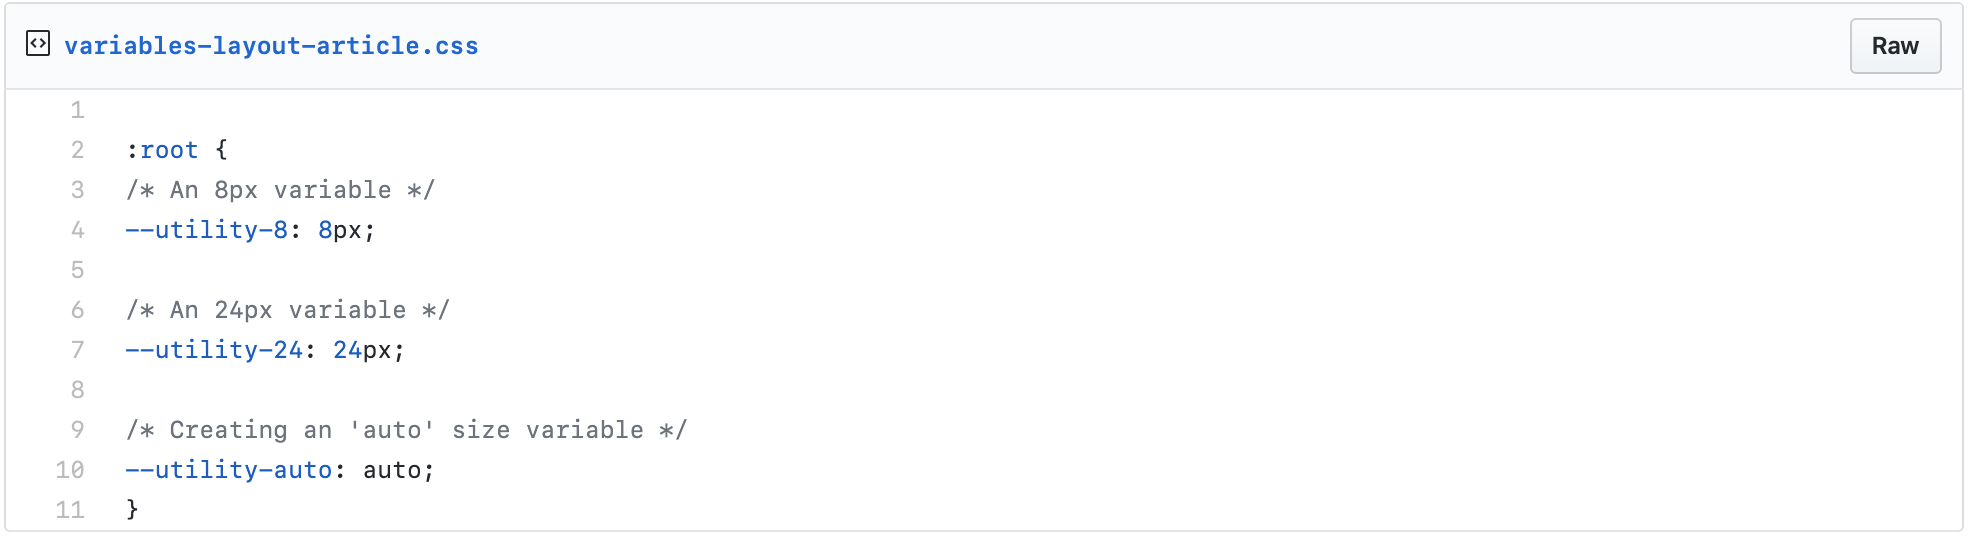 variables-layout-article.css
Raw
1
2 :root {
3 /* An 8px variable */
4 --utility-8: 8px;
5
6 /* An 24px variable */
7 --utility-24: 24px;
8
9 /* Creating an 'auto' size variable */
10 --utility-auto: auto;
11 }